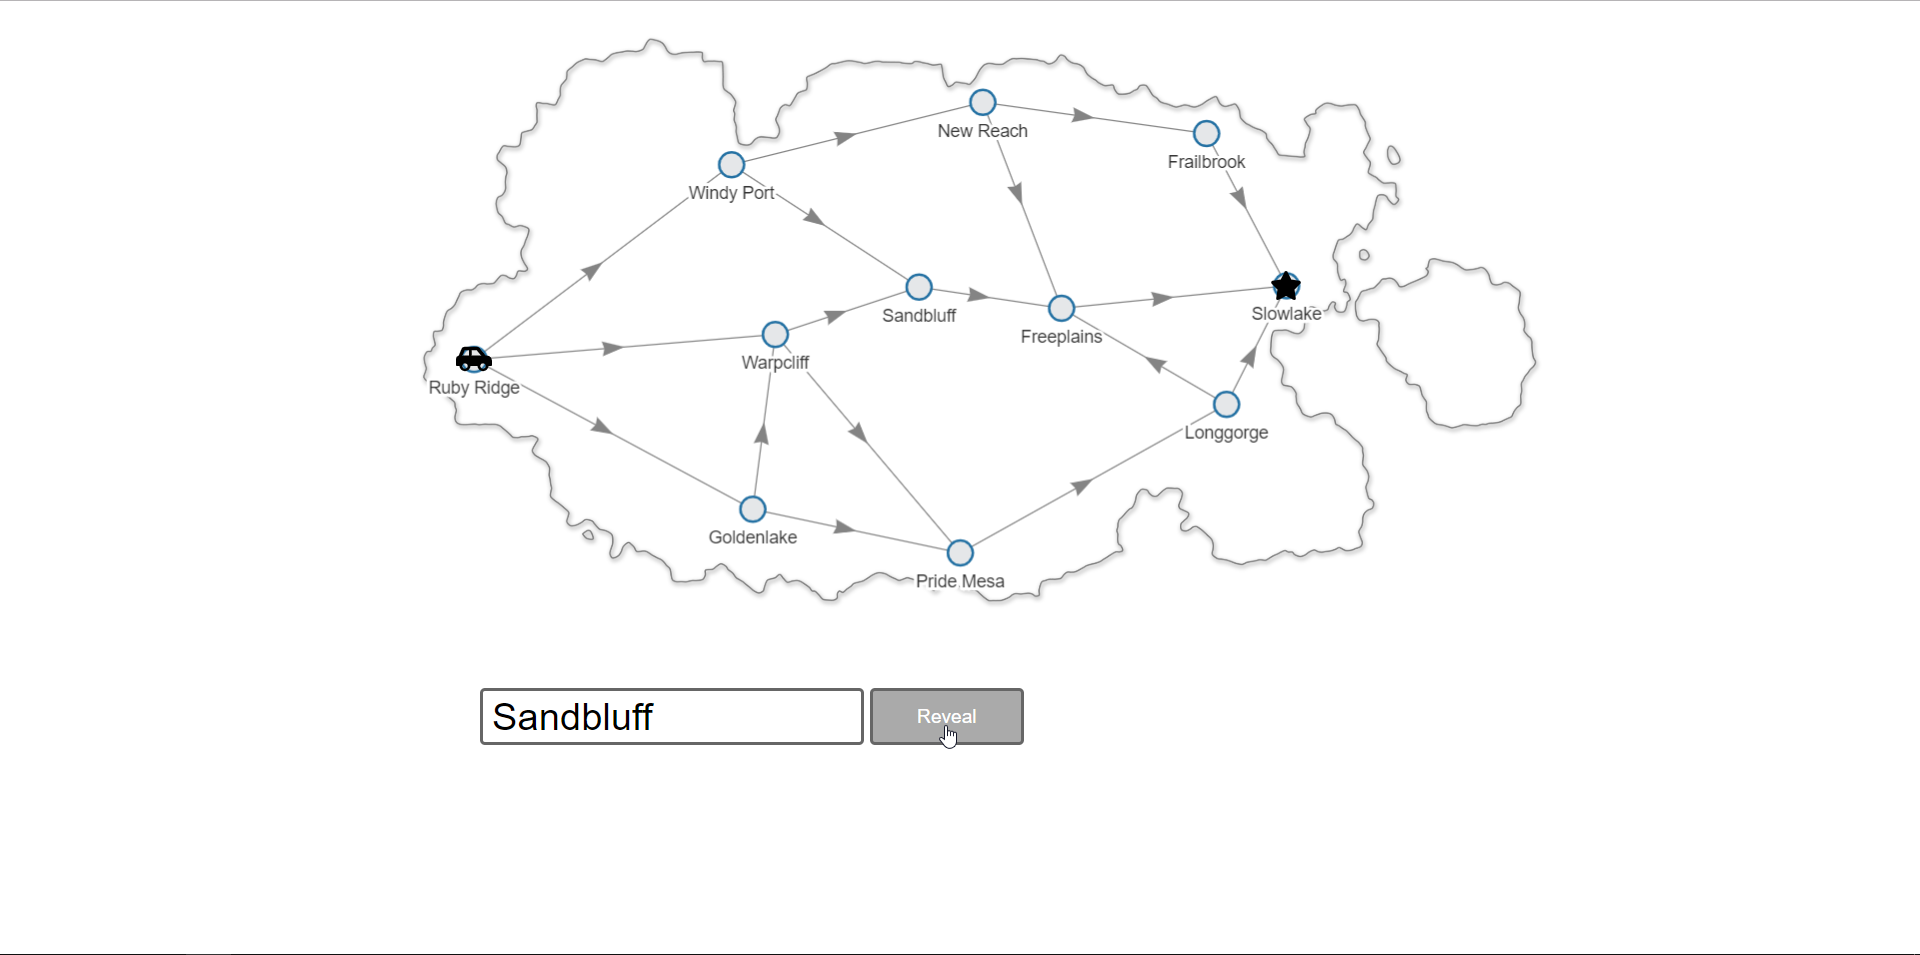 New Reach
Frailbrook
Windy Port
Sandbluff
Slowlake
Freeplains
Warpcliff
Ruby Ridge
Longgorge
Goldenlake
Pride Mesa
Sandbluff
Reveal